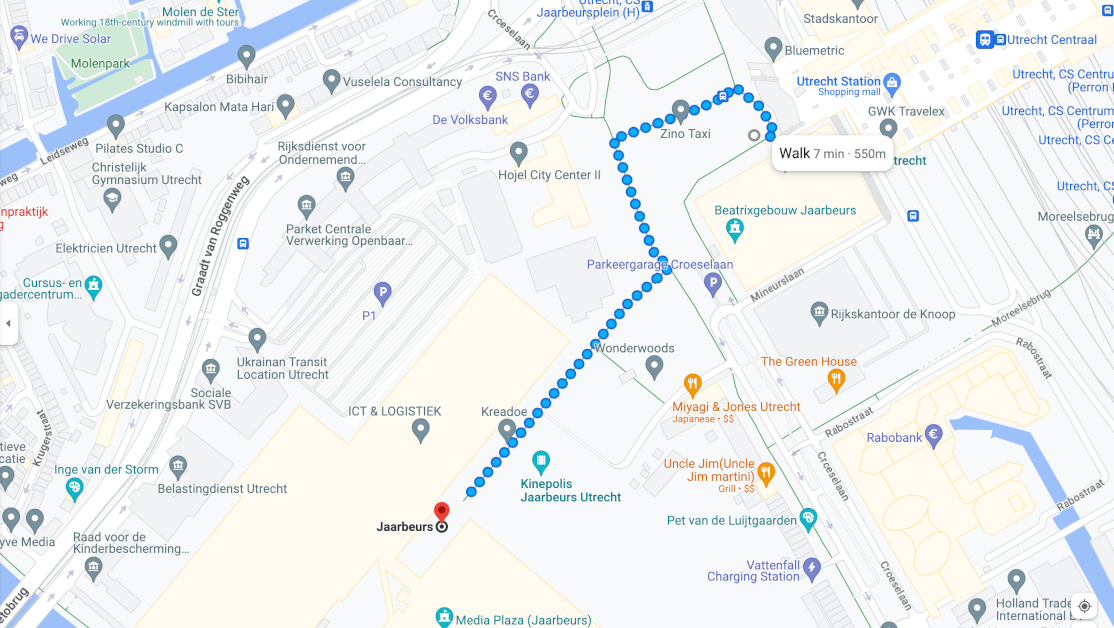 Molen de Ster
Working 18th-century windmill with tours
We Drive Solar
Molenpark
Bibihair
Vuselela Consultancy
Kapsalon Mata Hari
Pilates Studio C
Leidseweg
Christelijk
Gymnasium Utrecht
Croeselaan
Utrecht, CS
Jaarbeursplein (H)
Stadskantoor
Bluemetric
Utrecht Centraal
Utrecht Station
Shopping mall
GWK Travelex
Utrecht, CS Centru
(Perron
Utrecht, CS Centru
(Perron
Utrecht, CS Ce
SNS Bank
De Volksbank
Zino Taxi
Walk 7 min · 550m
trecht
Utrecht, CS
Rijksdienst voor
Ondernemend...
Hojel City Center II
Graadt van Roggenweg
Parket Centrale
Verwerking Openbaar...
Elektricien Utrecht
Cursus- en
gadercentrum...
npraktijk
Beatrixgebouw Jaarbeurs
Moreelsebrug
Parkeergarage Croeselaan
Mineurslaan
Moreelsebrug
P1
Rijkskantoor de Knoop
Rabostraat
Ukrainan Transit
Location Utrecht
Wonderwoods
The Green House
Sociale
Verzekeringsbank SVB
Miyagi & Jones Utrecht
Japanese · $$
ICT & LOGISTIEK
Kreadoe
Krugerstraat
Rabostraat
Rabobank
Inge van der Storm
Belastingdienst Utrecht
Kinepolis
Jaarbeurs Utrecht
Uncle Jim(Uncle
Jim martini)
Grill · $$
Croeselaan
Rabostraat
Jaarbeurs
Pet van de Luijtgaarden
yve Media
Raad voor de
Kinderbescherming...
Vattenfall
Charging Station
Croeselaan
Holland Trade
International B
Media Plaza (Jaarbeurs)
etobrug